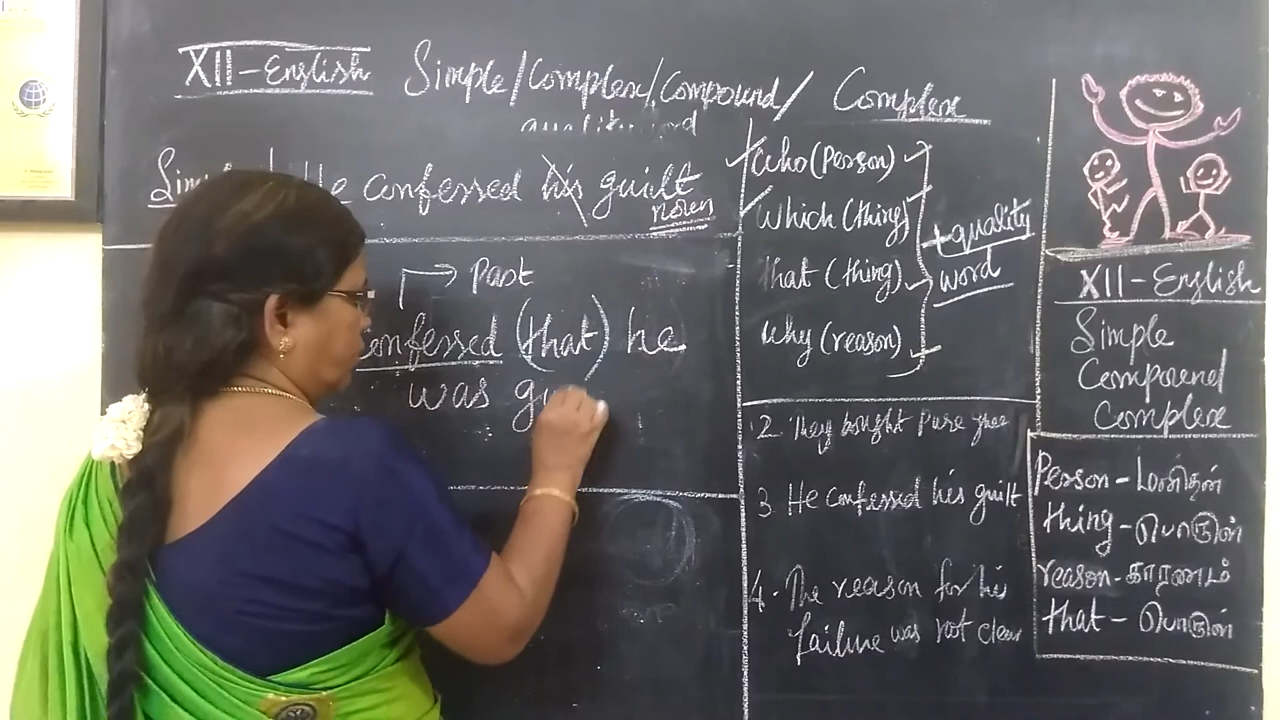 XII-English Simple/Complex/Compound/ Complex
quality word
He confessed his guilt
noun
Past
confessed (that) he
was gu
who (Person)
which (thing)
that (thing)
why (reason)
+ quality
word
2. They bought pure ghee
3. He confessed his guilt
4. The reason for his
failure was not clear
XII-English
Simple
Compound
Complex
Person - மனிதன்
thing - பொருள்
reason - காரணம்
that - பொருள்